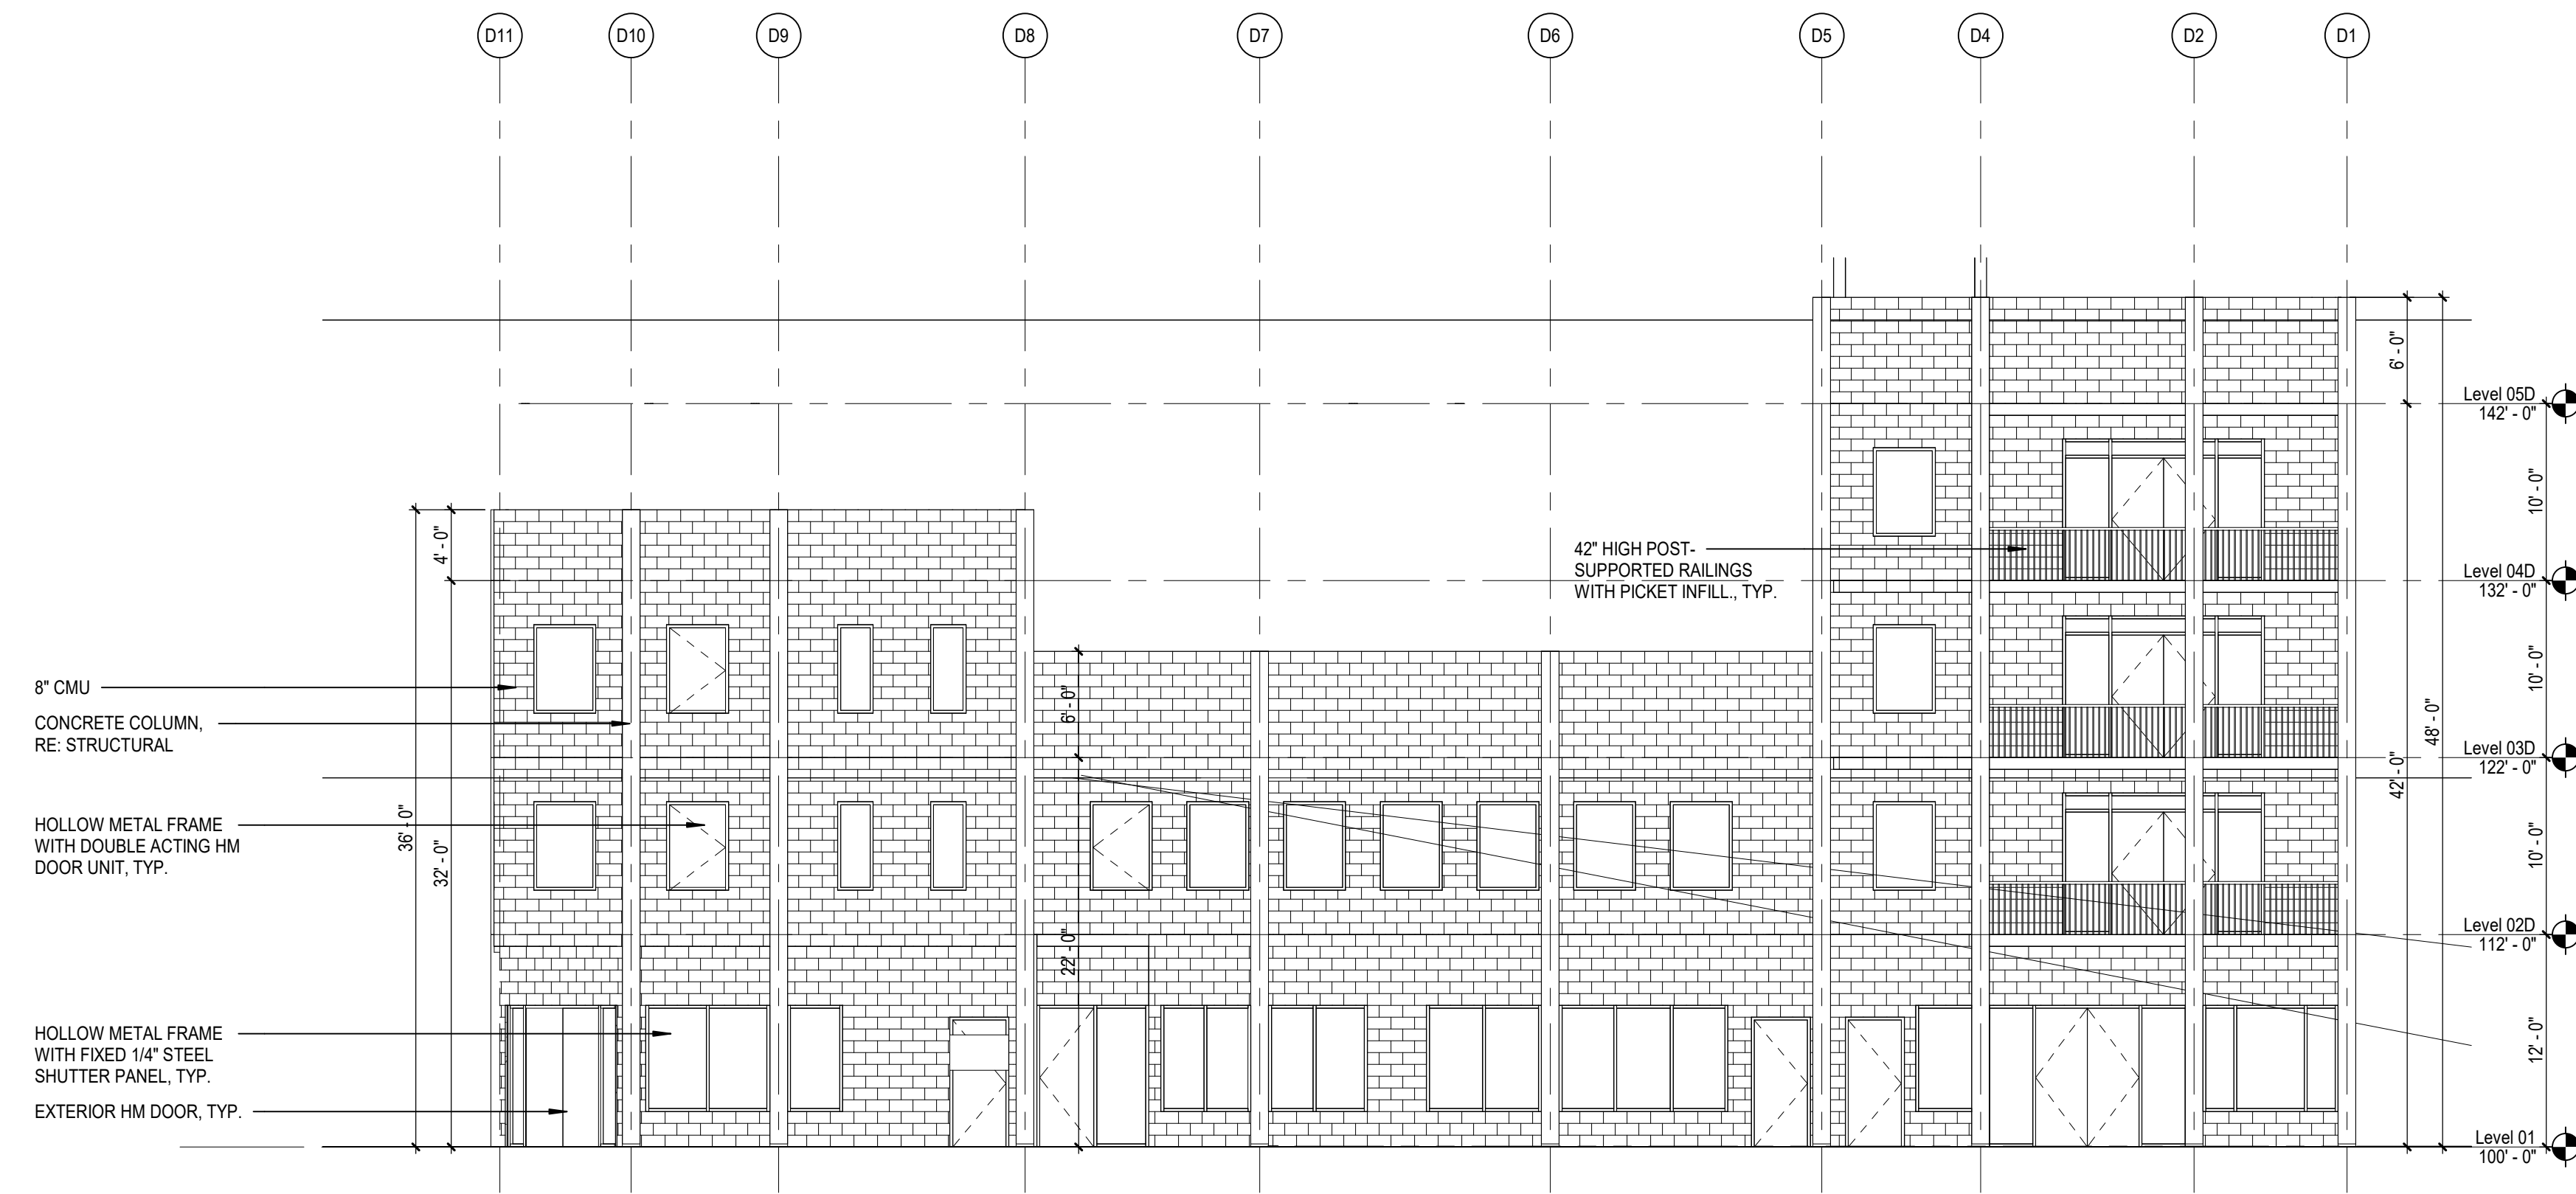 D11
D10
D9
D8
D7
D6
D5
D4
D2
D1
6' - 0"
Level 05D
142' - 0"
10' - 0"
4' - 0"
42" HIGH POST-
SUPPORTED RAILINGS
WITH PICKET INFILL., TYP.
Level 04D
132' - 0"
8" CMU
CONCRETE COLUMN,
RE: STRUCTURAL
6' - 0"
10' - 0"
48' - 0"
Level 03D
122' - 0"
42' - 0"
HOLLOW METAL FRAME
WITH DOUBLE ACTING HM
DOOR UNIT, TYP.
36' - 0"
32' - 0"
10' - 0"
22' - 0"
Level 02D
112' - 0"
HOLLOW METAL FRAME
WITH FIXED 1/4" STEEL
SHUTTER PANEL, TYP.
EXTERIOR HM DOOR, TYP.
12' - 0"
Level 01
100' - 0"